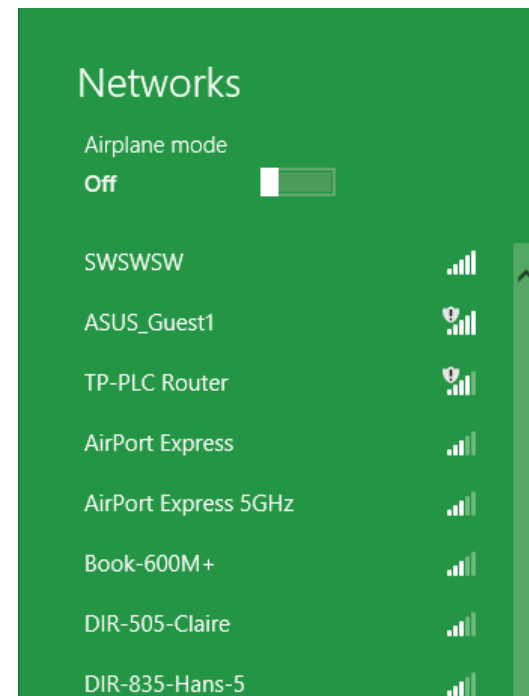 Networks
Airplane mode
Off
SWSWSW
ASUS_Guest1
TP-PLC Router
AirPort Express
AirPort Express 5GHz
Book-600M+
DIR-505-Claire
DIR-835-Hans-5